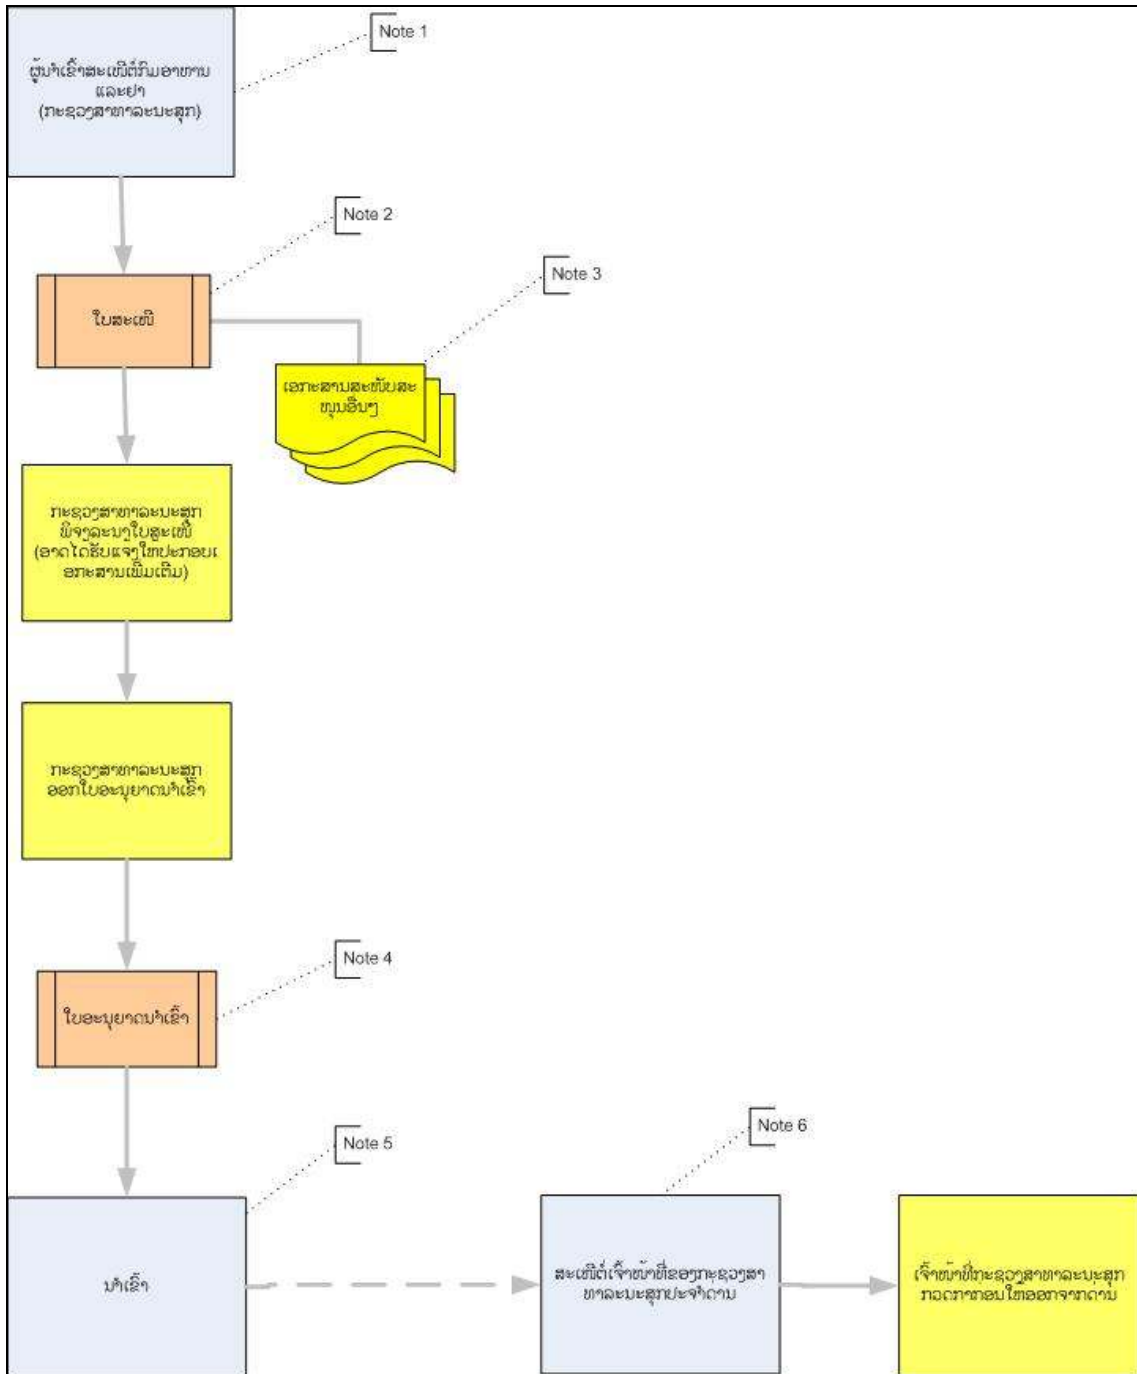 Note 1
ຜູ້ນຳເຂົ້າສະເໜີຕໍ່ກົມອາຫານ
ແລະຢາ
(ກະຊວງສາທາລະນະສຸກ)
Note 2
ໃບສະເໜີ
Note 3
ເອກະສານສະໜັບສະ
ໜຸນອື່ນໆ
ກະຊວງສາທາລະນະສຸກ
ພິຈາລະນາໃບສະເໜີ
(ອາດໄດ້ຮັບແຈ້ງໃຫ້ປະກອບເ
ອກະສານເພີ່ມເຕີມ)
ກະຊວງສາທາລະນະສຸກ
ອອກໃບອະນຸຍາດນຳເຂົ້າ
Note 4
ໃບອະນຸຍາດນຳເຂົ້າ
Note 5
ນຳເຂົ້າ
Note 6
ສະເໜີຕໍ່ເຈົ້າໜ້າທີ່ຂອງກະຊວງສາ
ທາລະນະສຸກປະຈຳດ່ານ
ເຈົ້າໜ້າທີ່ກະຊວງສາທາລະນະສຸກ
ກວດກາກ່ອນໃຫ້ອອກຈາກດ່ານ